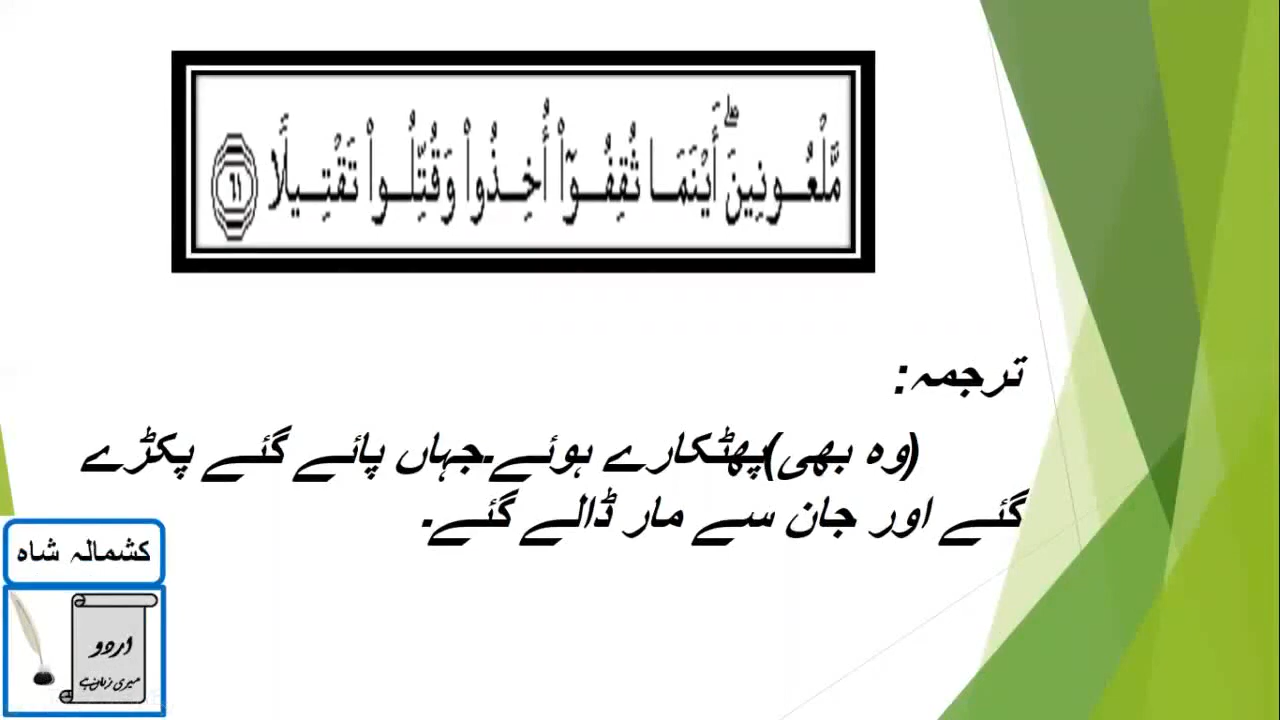 مَّلْعُونِينَ ۖ أَيْنَمَا ثُقِفُوٓا۟ أُخِذُوا۟ وَقُتِّلُوا۟ تَقْتِيلًا ٦١
ترجمہ:
(وہ بھی)پھٹکارے ہوئے۔جہاں پائے گئے پکڑے
گئے اور جان سے مار ڈالے گئے۔
کشمالہ شاہ
اردو
میری زبان ہے